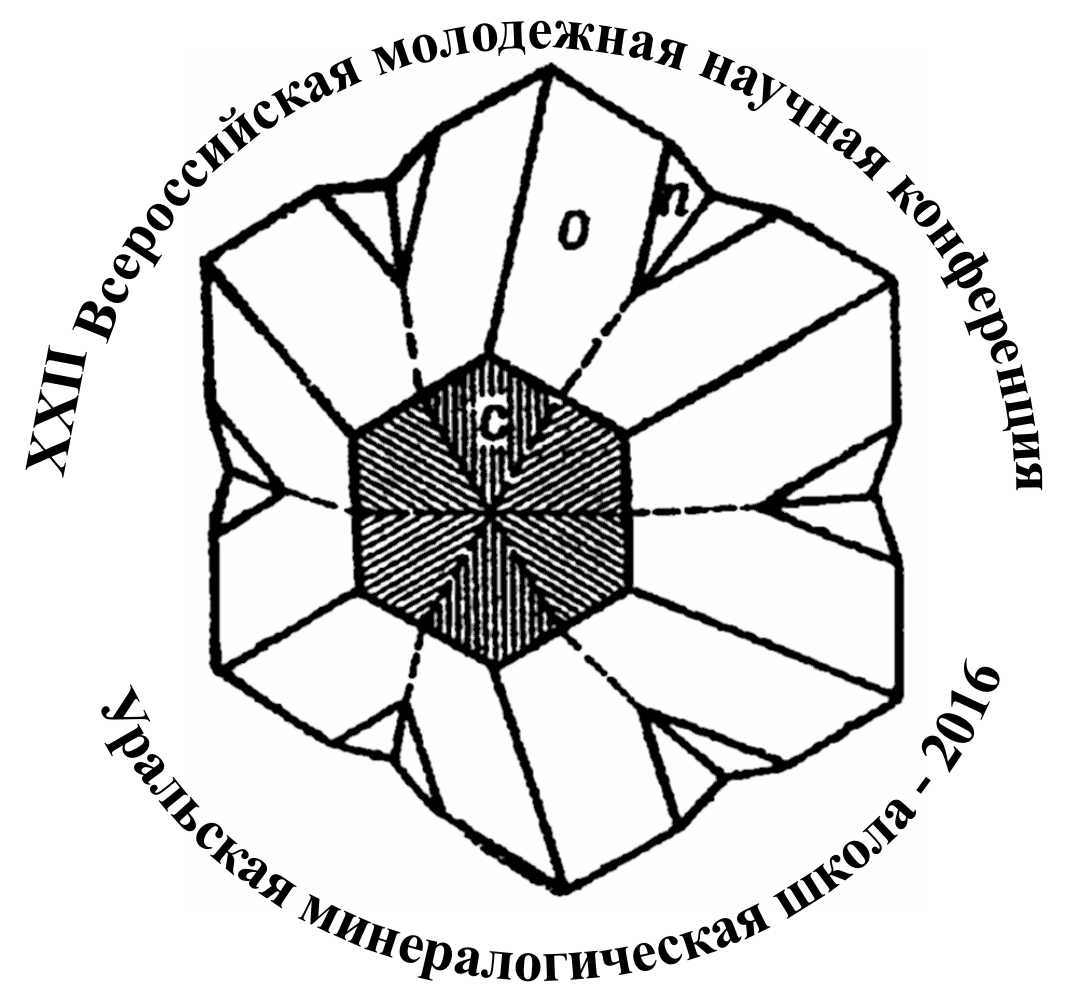 XXII Всероссийская молодежная научная конференция
n
o
c
Уральская минералогическая школа - 2016